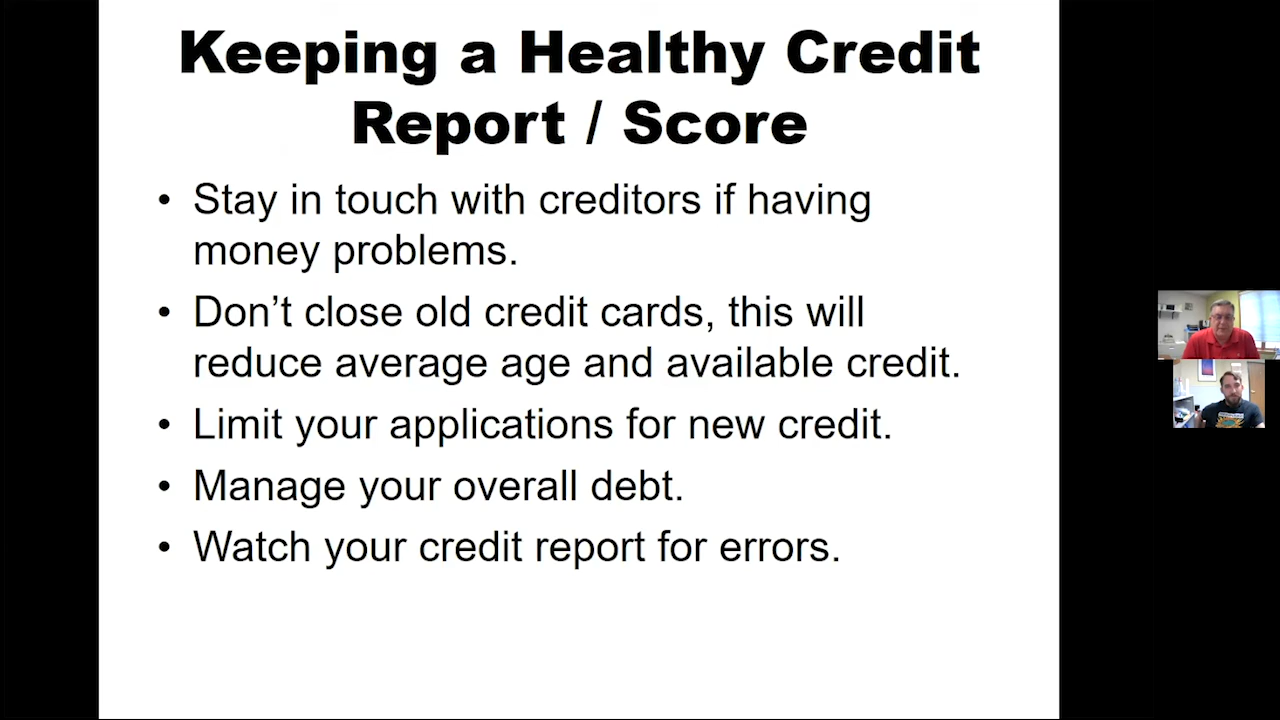 Keeping a Healthy Credit
Report / Score
• Stay in touch with creditors if having
money problems.
• Don’t close old credit cards, this will
reduce average age and available credit.
• Limit your applications for new credit.
• Manage your overall debt.
• Watch your credit report for errors.